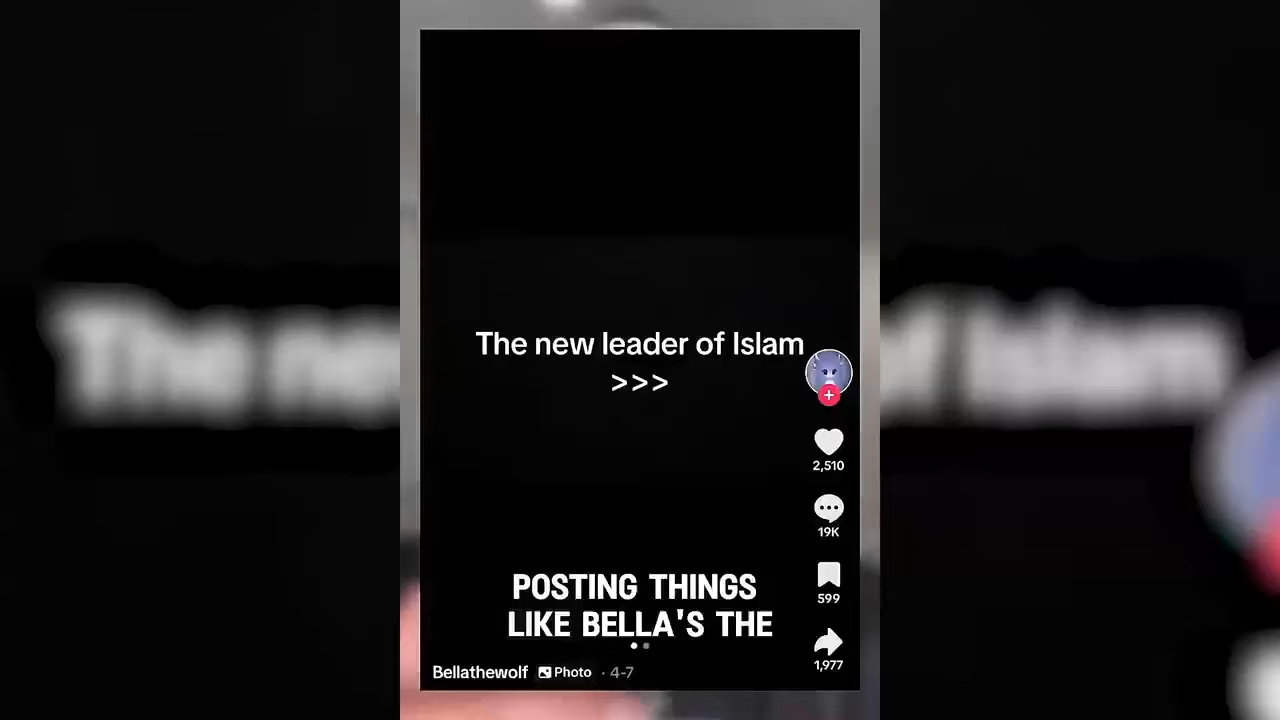 The new leader of Islam
>>>
2,510
19K
599
1,977
POSTING THINGS
LIKE BELLA'S THE
Bellathewolf Photo · 4-7